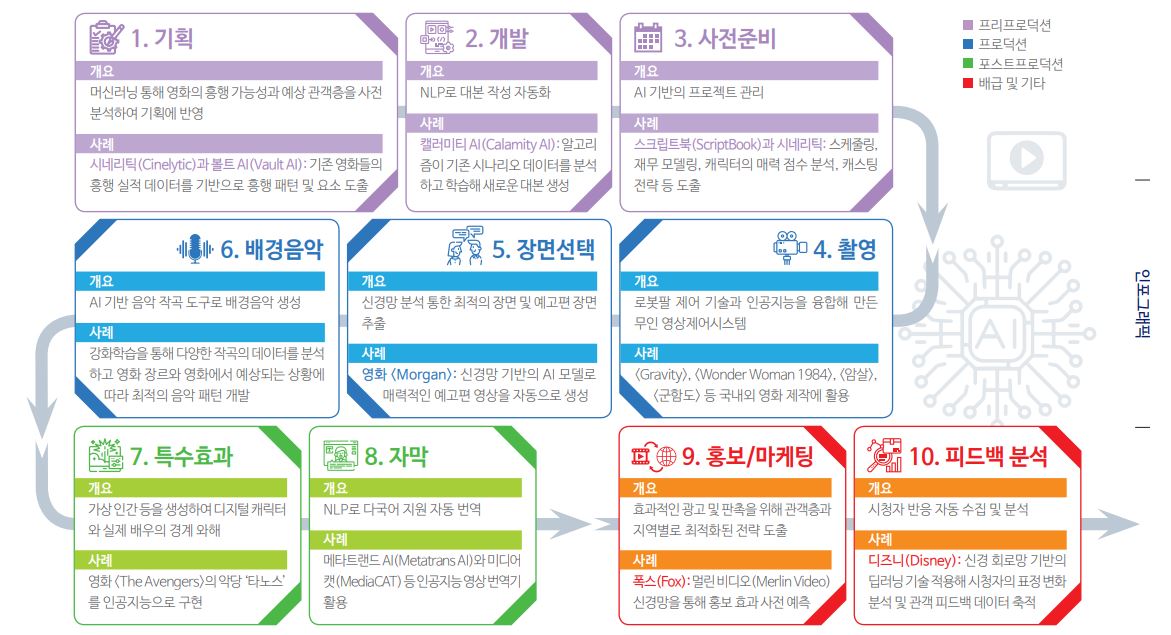 1. 기획
개요
머신러닝 통해 영화의 흥행 가능성과 예상 관객층을 사전
분석하여 기획에 반영
사례
시네리틱(Cinelytic)과 볼트 AI(Vault AI): 기존 영화들의
흥행 실적 데이터를 기반으로 흥행 패턴 및 요소 도출
2. 개발
개요
NLP로 대본 작성 자동화
사례
캘러미티 AI(Calamity AI): 알고리
즘이 기존 시나리오 데이터를 분석
하고 학습해 새로운 대본 생성
3. 사전준비
개요
AI 기반의 프로젝트 관리
사례
스크립트북(ScriptBook)과 시네리틱: 스케줄링,
재무 모델링, 캐릭터의 매력 점수 분석, 캐스팅
전략 등 도출
프리프로덕션
프로덕션
포스트프로덕션
배급 및 기타
4. 촬영
개요
로봇팔 제어 기술과 인공지능을 융합해 만든
무인 영상제어시스템
사례
〈Gravity〉, 〈Wonder Woman 1984〉, 〈암살〉,
〈군함도〉 등 국내외 영화 제작에 활용
5. 장면선택
개요
신경망 분석 통한 최적의 장면 및 예고편 장면
추출
사례
영화 〈Morgan〉: 신경망 기반의 AI 모델로
매력적인 예고편 영상을 자동으로 생성
6. 배경음악
개요
AI 기반 음악 작곡 도구로 배경음악 생성
사례
강화학습을 통해 다양한 작곡의 데이터를 분석
하고 영화 장르와 영화에서 예상되는 상황에
따라 최적의 음악 패턴 개발
AI
인포그래픽
7. 특수효과
개요
가상 인간 등을 생성하여 디지털 캐릭터
와 실제 배우의 경계 와해
사례
영화 〈The Avengers〉의 악당 ‘타노스’
를 인공지능으로 구현
8. 자막
개요
NLP로 다국어 지원 자동 번역
사례
메타트랜드 AI(Metatrans AI)와 미디어
캣(MediaCAT) 등 인공지능 영상 번역기
활용
9. 홍보/마케팅
개요
효과적인 광고 및 판촉을 위해 관객층과
지역별로 최적화된 전략 도출
사례
폭스(Fox): 멀린 비디오(Merlin Video)
신경망을 통해 홍보 효과 사전 예측
10. 피드백 분석
개요
시청자 반응 자동 수집 및 분석
사례
디즈니(Disney): 신경 회로망 기반의
딥러닝 기술 적용해 시청자의 표정 변화
분석 및 관객 피드백 데이터 축적